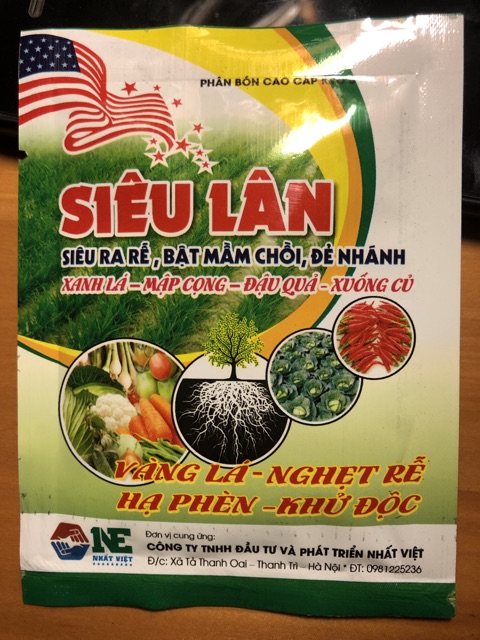 PHÂN BÓN CAO CẤP
SIÊU LÂN
SIÊU RA RỄ, BẬT MẦM CHỒI, ĐẺ NHÁNH
XANH LÁ – MẬP CỌNG – ĐẬU QUẢ - XUỐNG CỦ
VÀNG LÁ - NGHẸT RỄ
HẠ PHÈN - KHỬ ĐỘC
NHẤT VIỆT
Đơn vị cung ứng:
CÔNG TY TNHH ĐẦU TƯ VÀ PHÁT TRIỂN NHẤT VIỆT
Đ/c: Xã Tả Thanh Oai – Thanh Trì - Hà Nội * ĐT: 0981225236